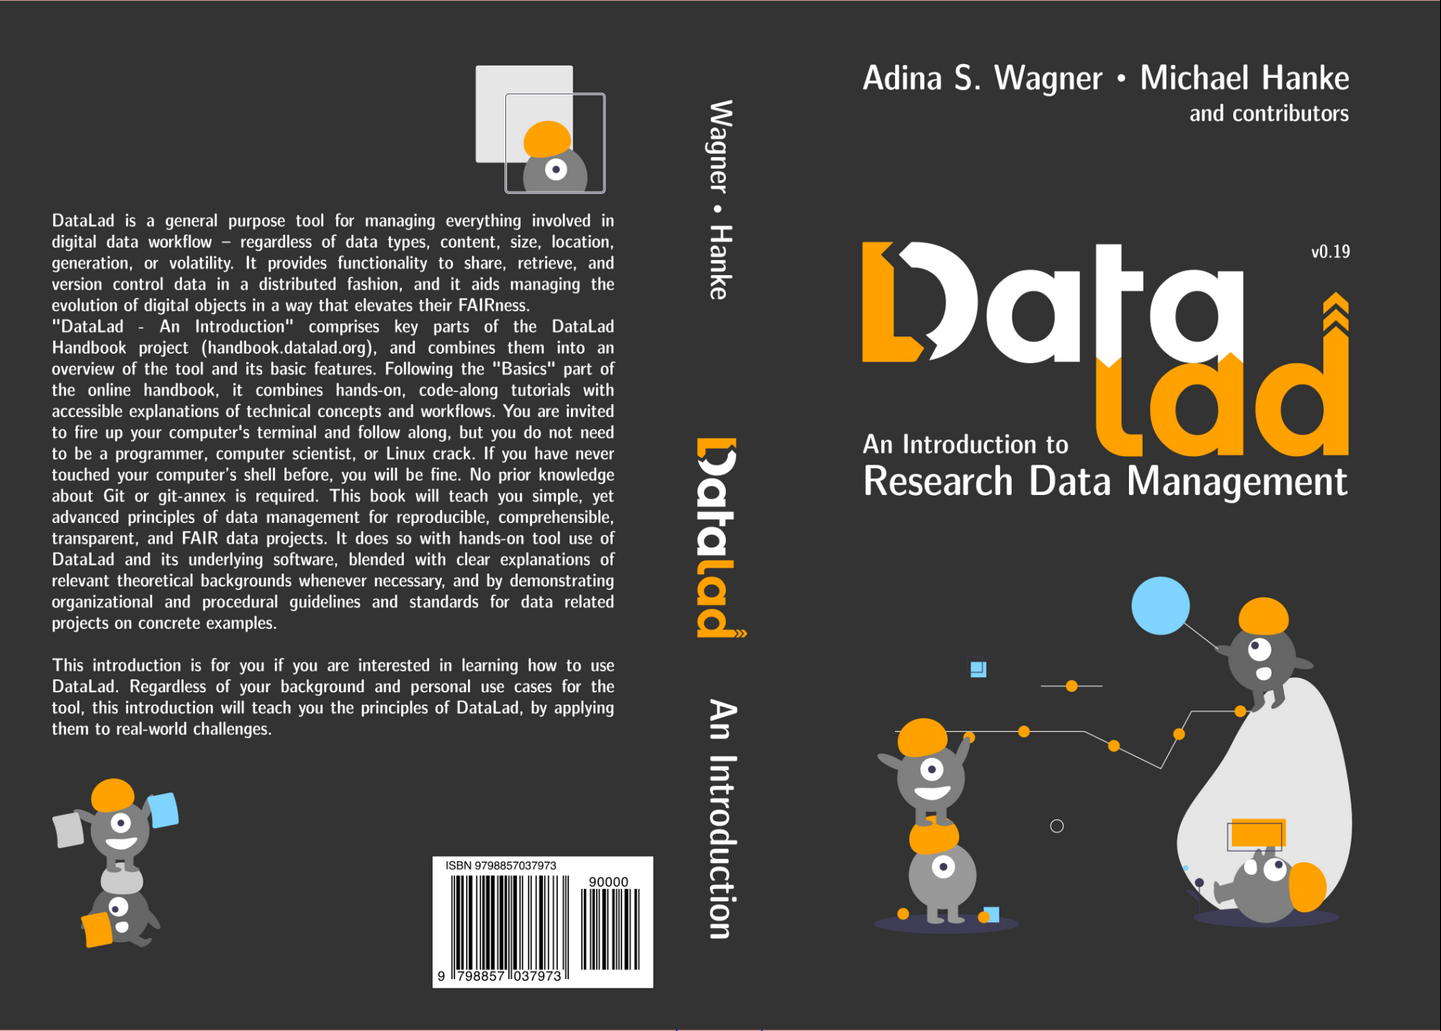 DataLad is a general purpose tool for managing everything involved in
digital data workflow – regardless of data types, content, size, location,
generation, or volatility. It provides functionality to share, retrieve, and
version control data in a distributed fashion, and it aids managing the
evolution of digital objects in a way that elevates their FAIRness.
"DataLad - An Introduction" comprises key parts of the DataLad
Handbook project (handbook.datalad.org), and combines them into an
overview of the tool and its basic features. Following the "Basics" part of
the online handbook, it combines hands-on, code-along tutorials with
accessible explanations of technical concepts and workflows. You are invited
to fire up your computer's terminal and follow along, but you do not need
to be a programmer, computer scientist, or Linux crack. If you have never
touched your computer's shell before, you will be fine. No prior knowledge
about Git or git-annex is required. This book will teach you simple, yet
advanced principles of data management for reproducible, comprehensible,
transparent, and FAIR data projects. It does so with hands-on tool use of
DataLad and its underlying software, blended with clear explanations of
relevant theoretical backgrounds whenever necessary, and by demonstrating
organizational and procedural guidelines and standards for data related
projects on concrete examples.
This introduction is for you if you are interested in learning how to use
DataLad. Regardless of your background and personal use cases for the
tool, this introduction will teach you the principles of DataLad, by applying
them to real-world challenges.
ISBN 9798857037973
90000
9 798857 037973
Wagner • Hanke
Datalad
An Introduction
Adina S. Wagner • Michael Hanke
and contributors
v0.19
Data
lad
An Introduction to
Research Data Management